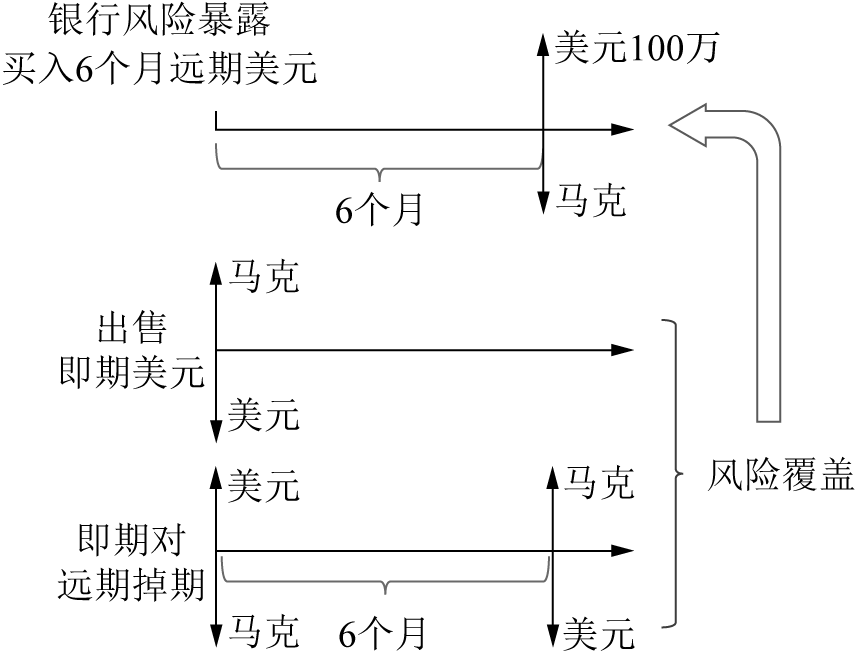 银行风险暴露
买入6个月远期美元
美元100万
6个月
马克
马克
出售
即期美元
美元
美元
马克
风险覆盖
即期对
远期掉期
马克
6个月
美元